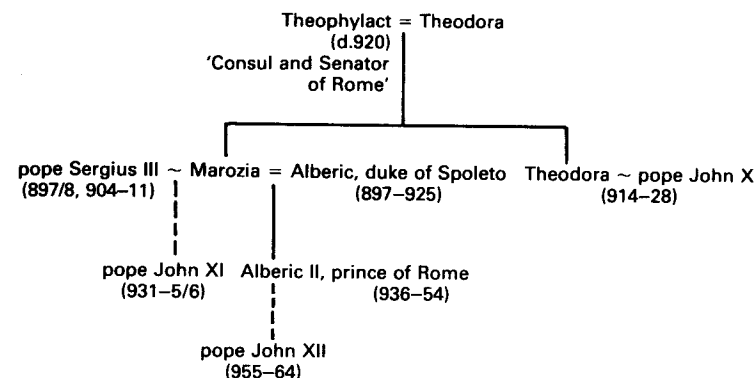 Theophylact = Theodora
(d.920)
'Consul and Senator
of Rome'
pope Sergius III ~ Marozia = Alberic, duke of Spoleto Theodora ~ pope John X
(897/8, 904–11) (897–925) (914–28)
pope John XI Alberic II, prince of Rome
(931–5/6) (936–54)
pope John XII
(955–64)